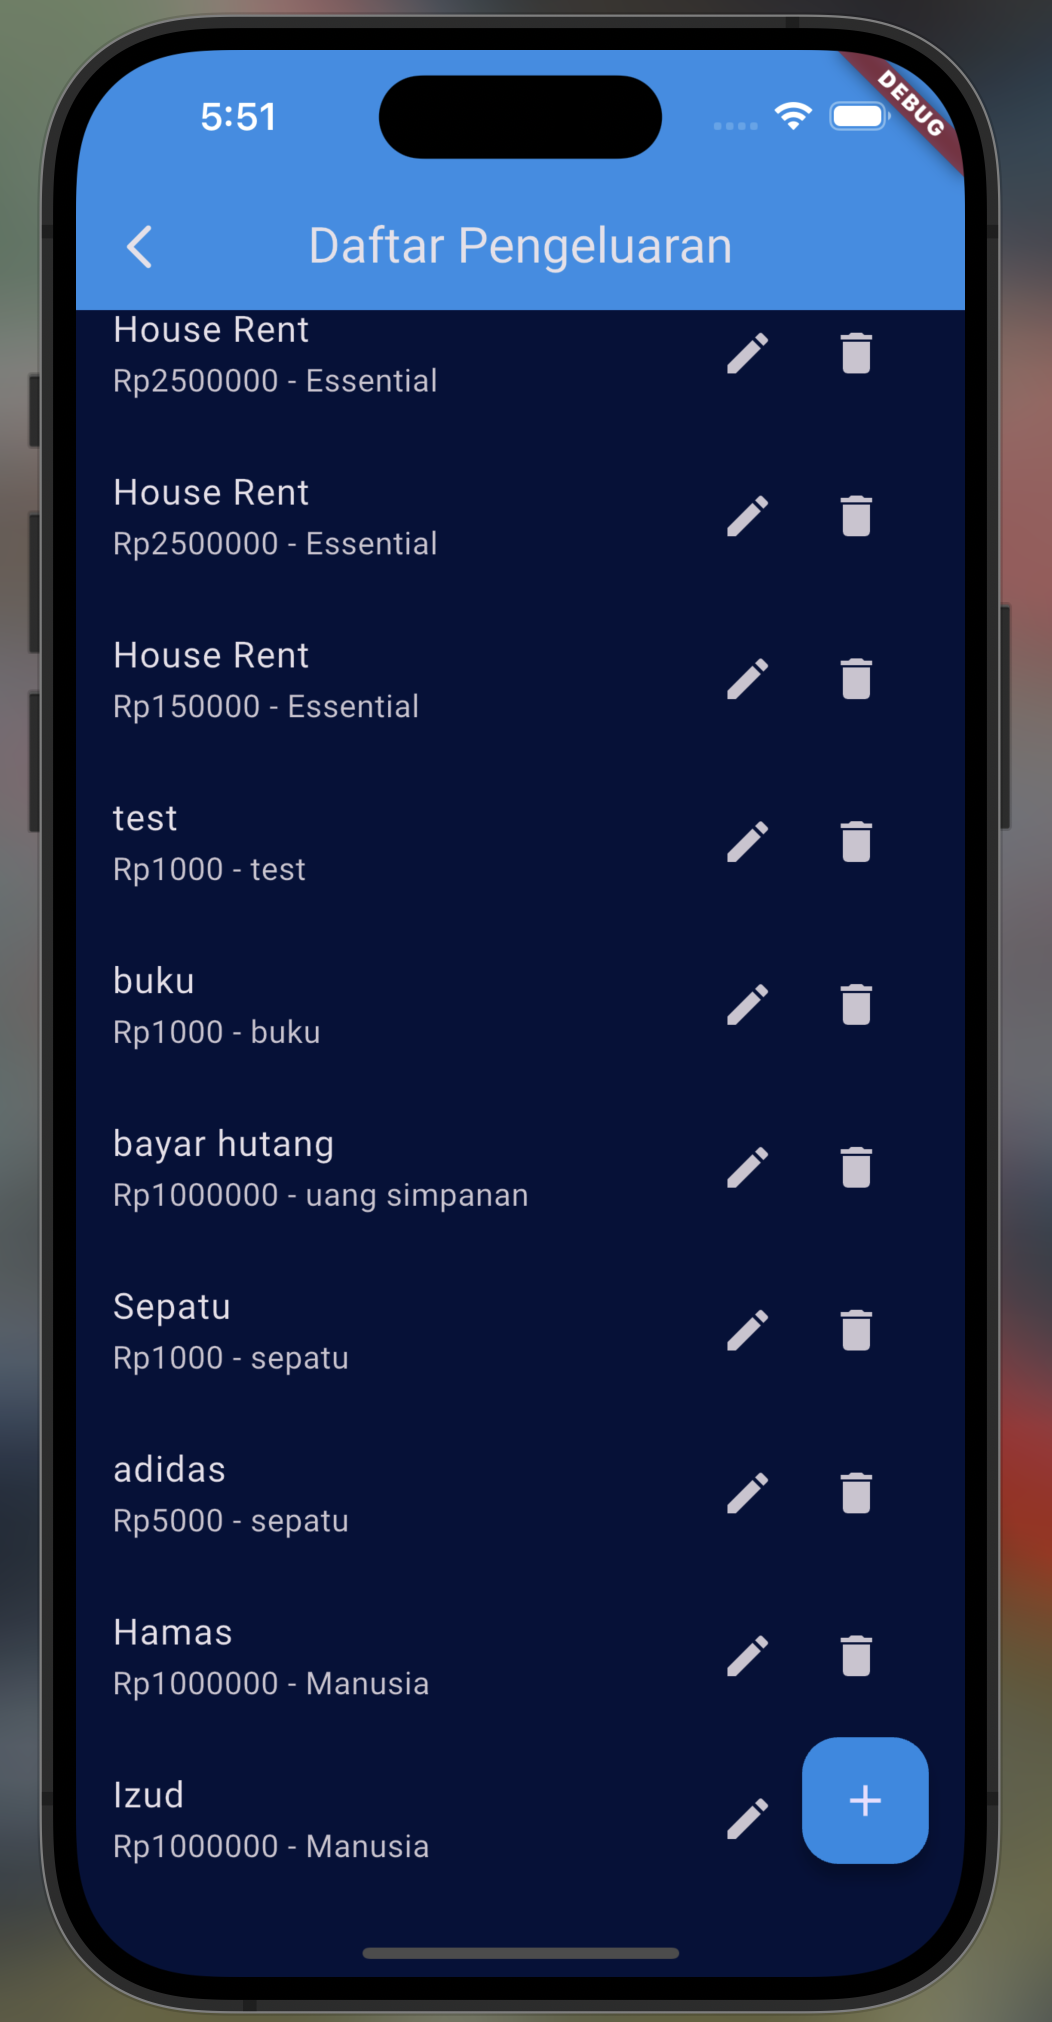 5:51
DEBUG
Daftar Pengeluaran
House Rent
Rp2500000 - Essential
House Rent
Rp2500000 - Essential
House Rent
Rp150000 - Essential
test
Rp1000 - test
buku
Rp1000 - buku
bayar hutang
Rp1000000 - uang simpanan
Sepatu
Rp1000 - sepatu
adidas
Rp5000 - sepatu
Hamas
Rp1000000 - Manusia
Izud
Rp1000000 - Manusia